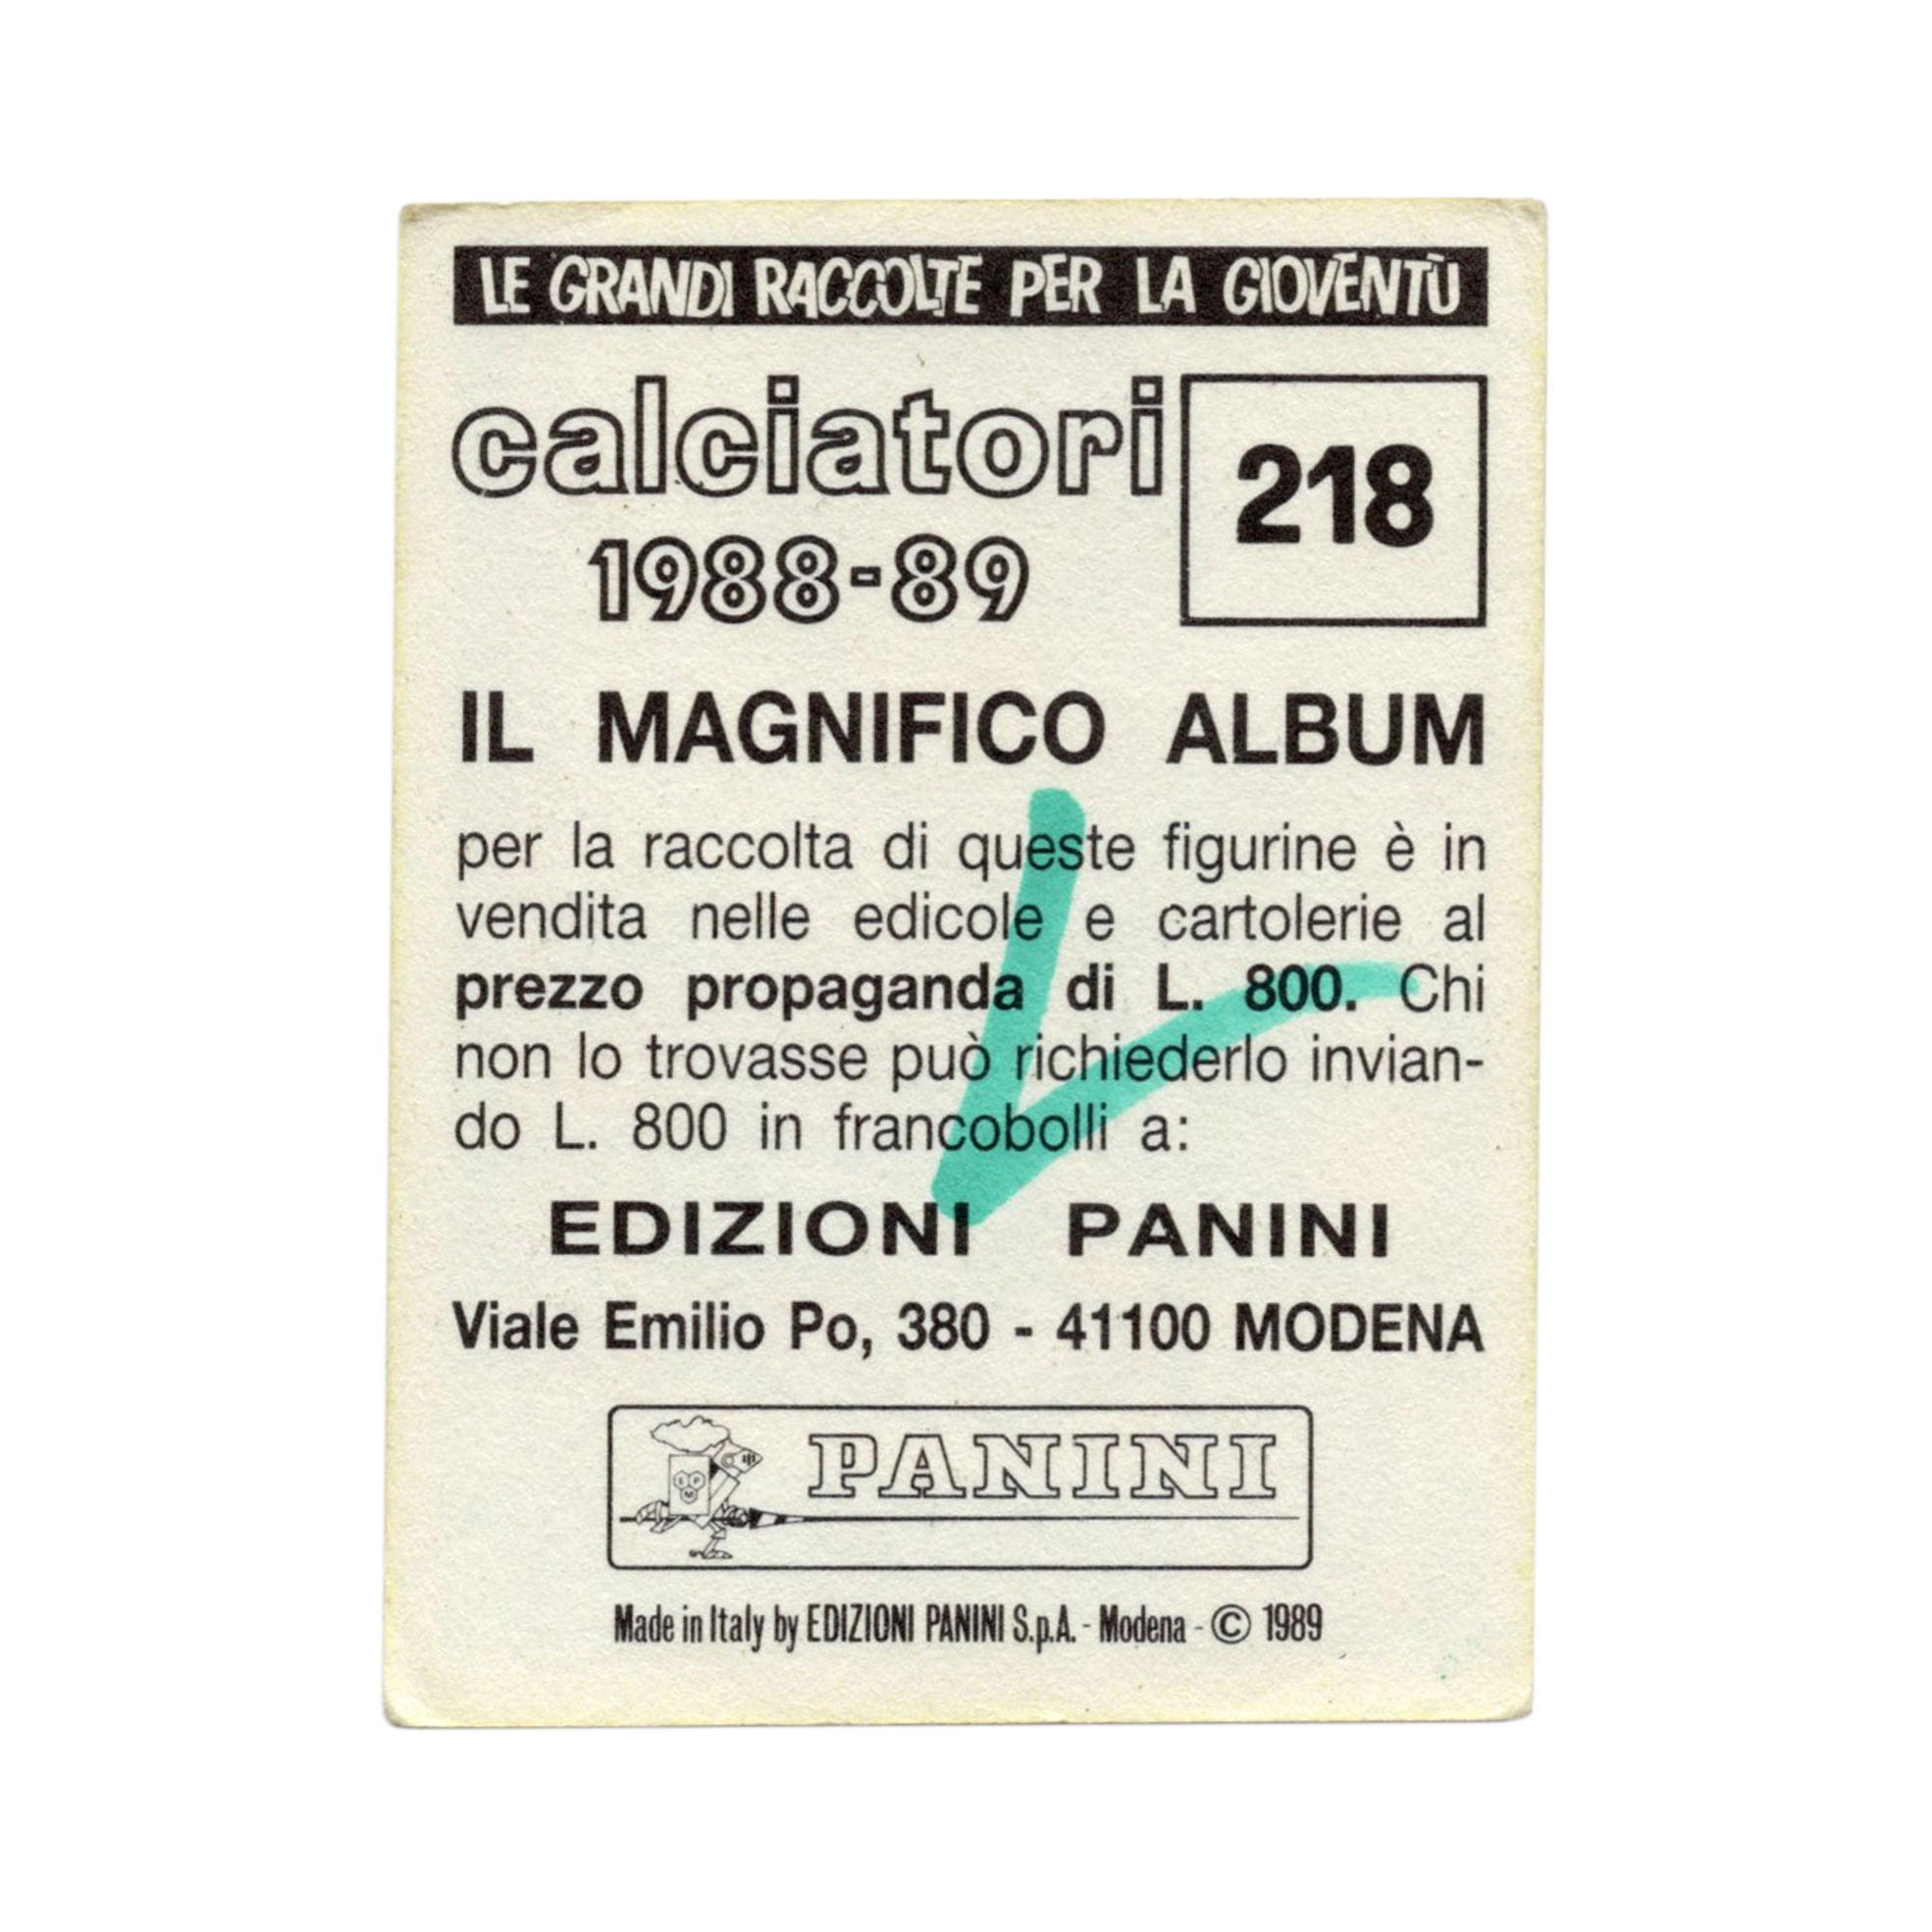 LE GRANDI RACCOLTE PER LA GIOVENTÙ
calciatori
218
1988-89
IL MAGNIFICO ALBUM
per la raccolta di queste figurine è in
vendita nelle edicole e cartolerie al
prezzo propaganda di L. 800. Chi
non lo trovasse può richiederlo invian-
do L. 800 in francobolli a:
EDIZIONI PANINI
Viale Emilio Po, 380 - 41100 MODENA
EPM
PANINI
Made in Italy by EDIZIONI PANINI S.p.A. - Modena - © 1989